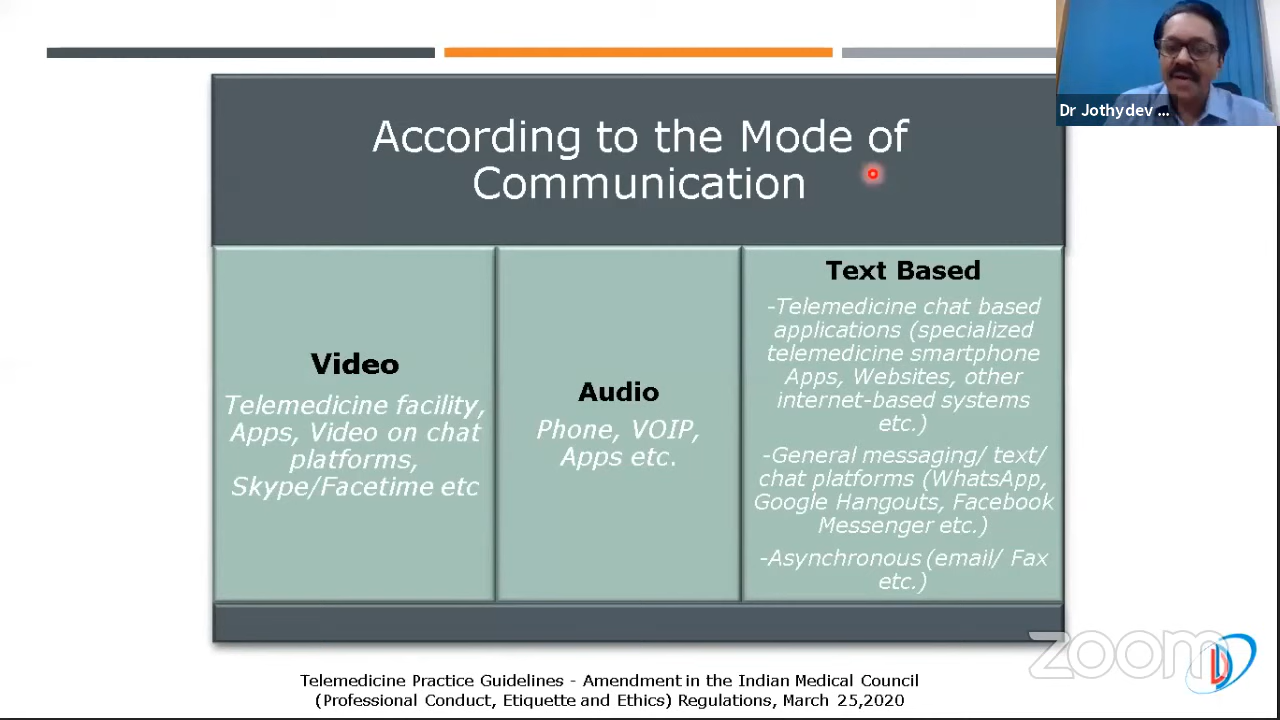 Dr Jothydev ...
According to the Mode of
Communication
Video
Telemedicine facility,
Apps, Video on chat
platforms,
Skype/Facetime etc
Audio
Phone, VOIP,
Apps etc.
Text Based
-Telemedicine chat based
applications (specialized
telemedicine smartphone
Apps, Websites, other
internet-based systems
etc.)
-General messaging/ text/
chat platforms (WhatsApp,
Google Hangouts, Facebook
Messenger etc.)
-Asynchronous (email/ Fax
etc.)
zoom
Telemedicine Practice Guidelines - Amendment in the Indian Medical Council
(Professional Conduct, Etiquette and Ethics) Regulations, March 25,2020